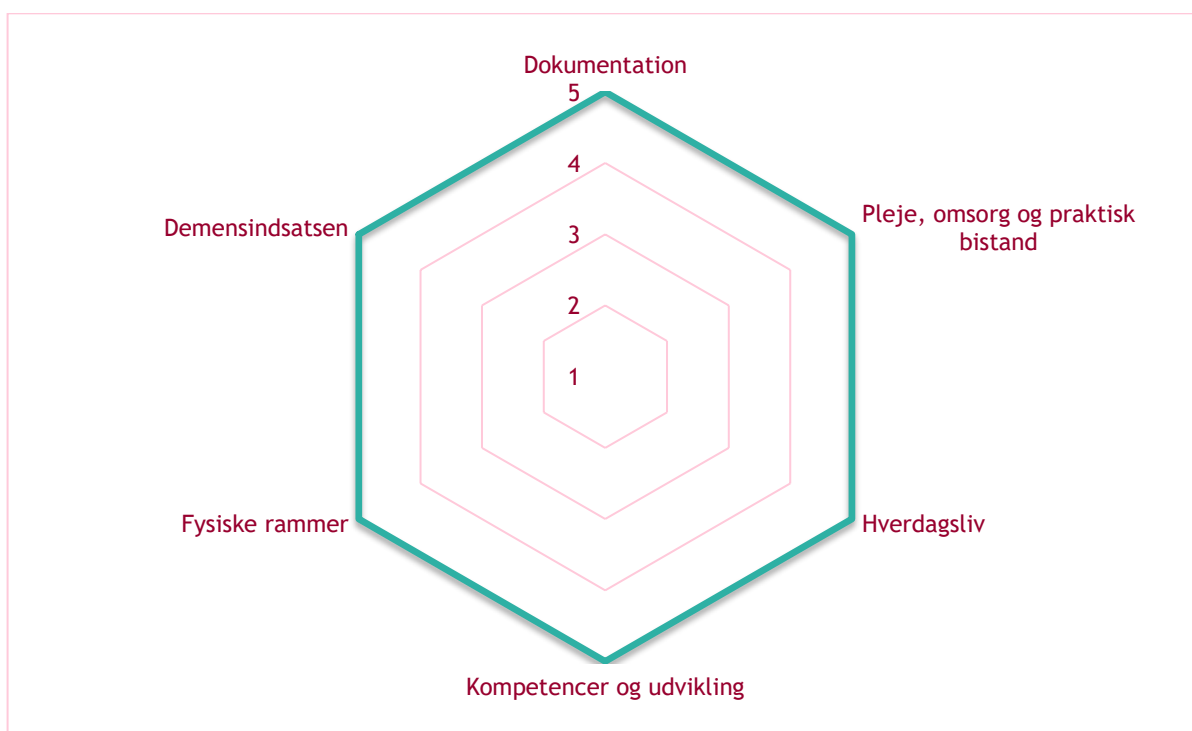 Dokumentation
5
4
Demensindsatsen
Pleje, omsorg og praktisk
bistand
3
2
1
Fysiske rammer
Hverdagsliv
Kompetencer og udvikling